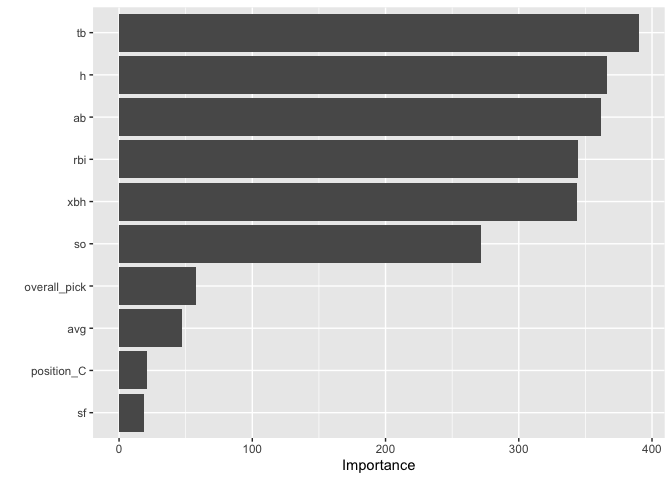 tb
h
ab
rbi
xbh
so
overall_pick
avg
position_C
sf
0 100 200 300 400
Importance